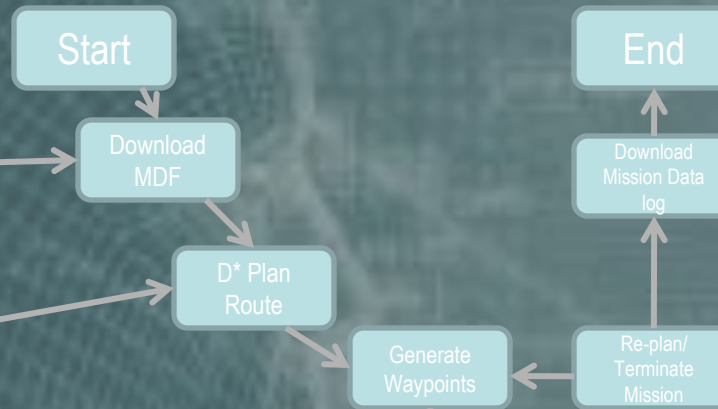 Start
End
Download
MDF
Download
Mission Data
log
D* Plan
Route
Generate
Waypoints
Re-plan/
Terminate
Mission